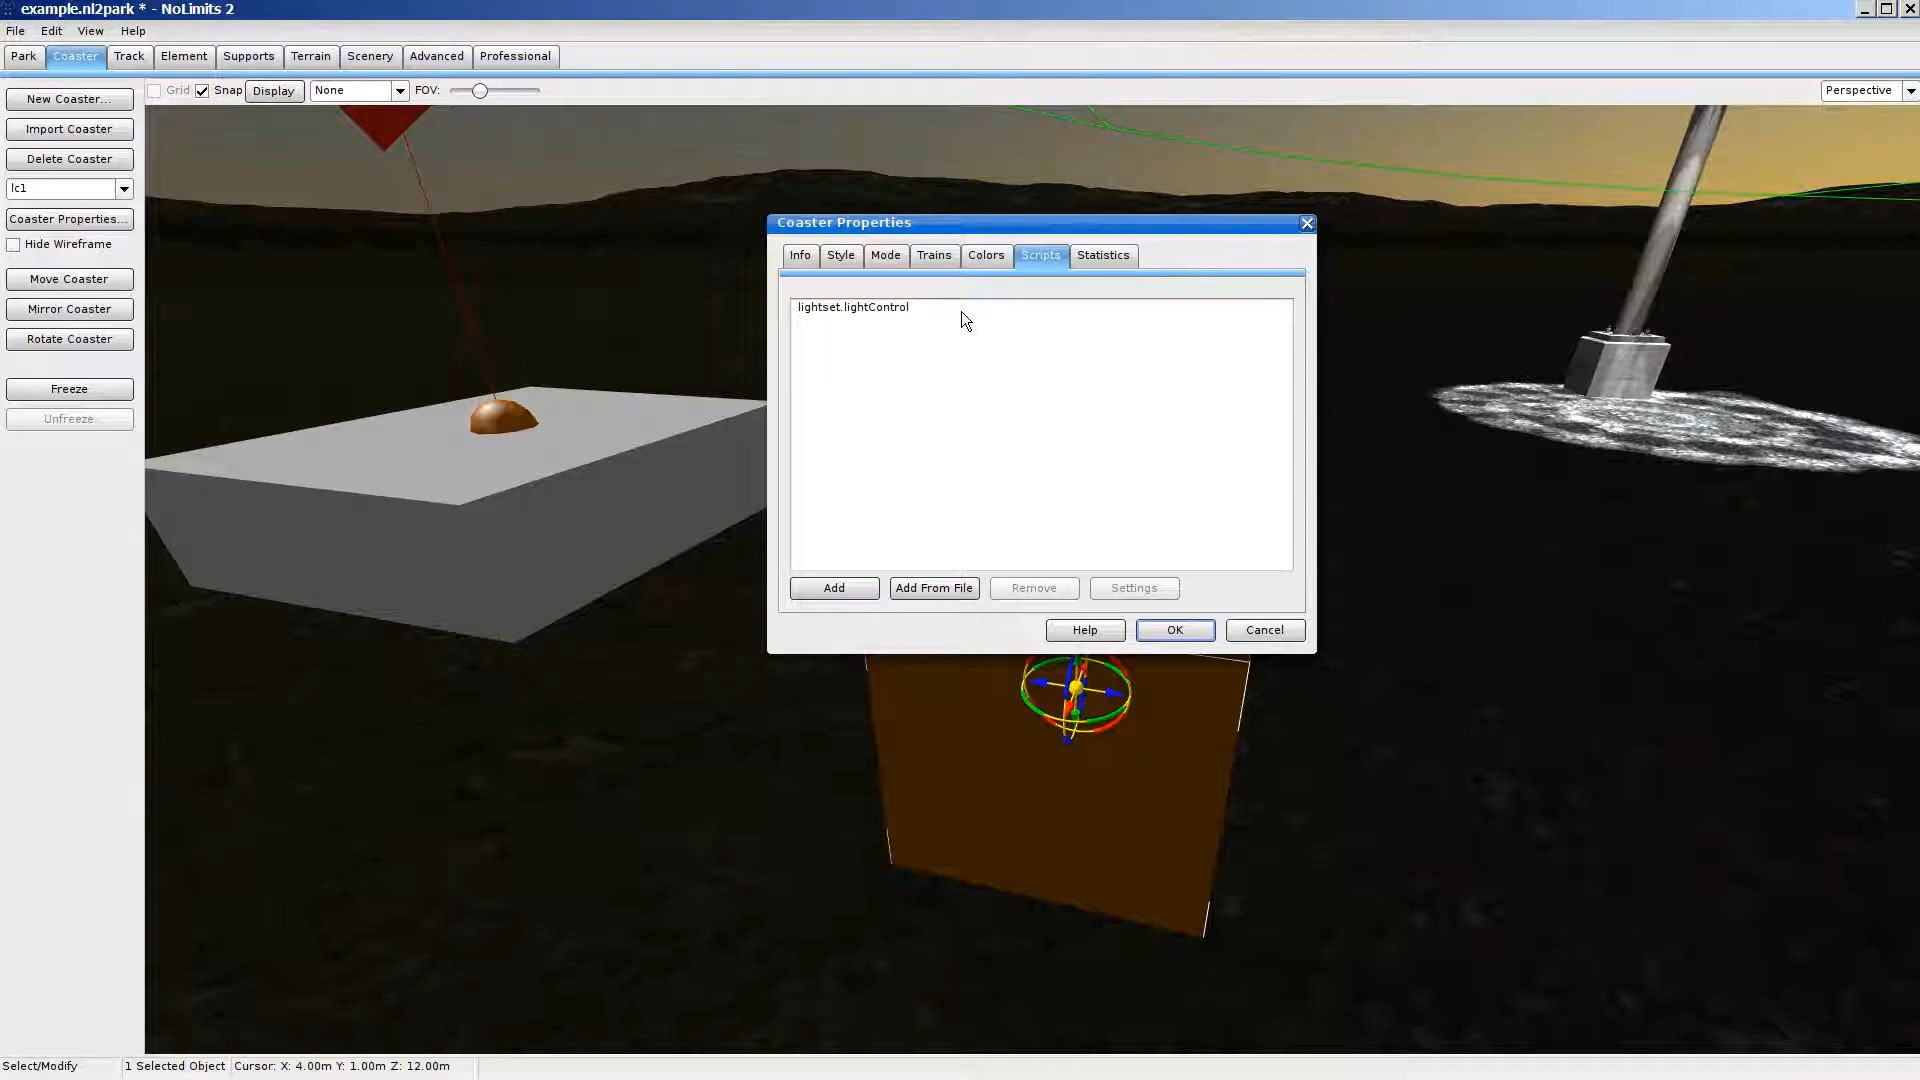 example.nl2park * - NoLimits 2
File Edit View Help
Park Coaster Track Element Supports Terrain Scenery Advanced Professional
Grid Snap Display None FOV: Perspective
New Coaster...
Import Coaster
Delete Coaster
lc1
Coaster Properties...
Hide Wireframe
Move Coaster
Mirror Coaster
Rotate Coaster
Freeze
Unfreeze
Coaster Properties
Info Style Mode Trains Colors Scripts Statistics
lightset.lightControl
Add Add From File Remove Settings
Help OK Cancel
Select/Modify 1 Selected Object Cursor: X: 4.00m Y: 1.00m Z: 12.00m